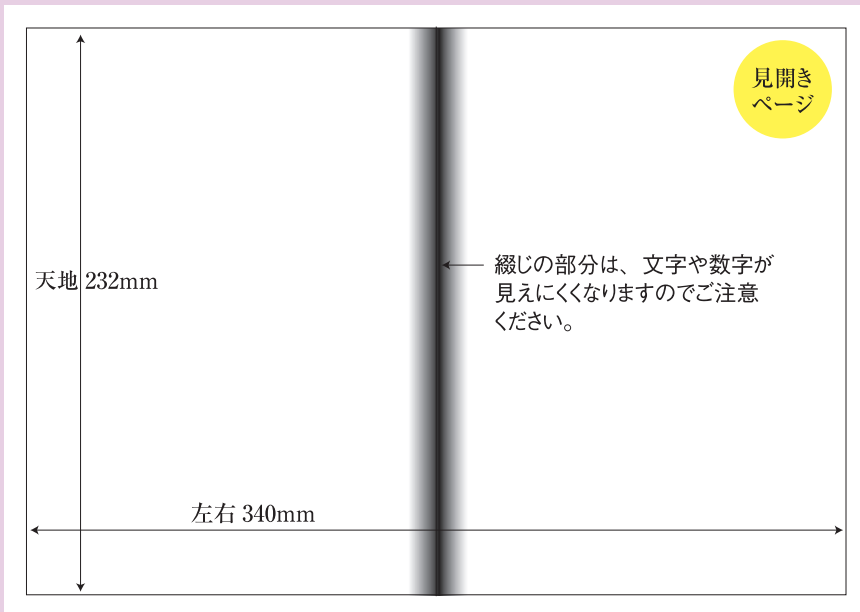 見開き
ページ
天地 232mm
綴じの部分は、文字や数字が
見えにくくなりますのでご注意
ください。
左右 340mm